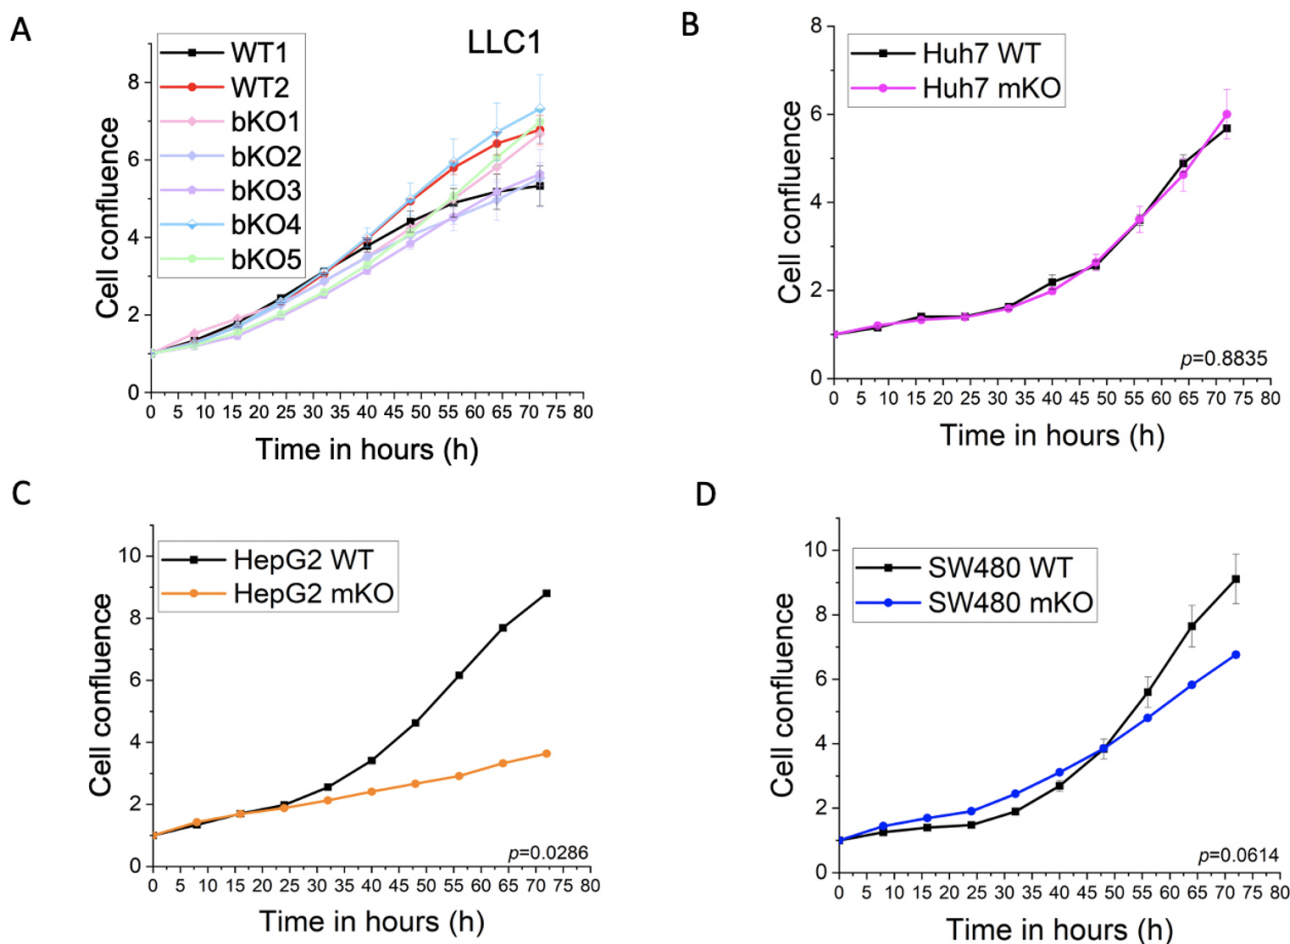 A
LLC1
WT1
WT2
bKO1
bKO2
bKO3
bKO4
bKO5
Cell confluence
8
6
4
2
0
0 5 10 15 20 25 30 35 40 45 50 55 60 65 70 75 80
Time in hours (h)
B
Huh7 WT
Huh7 mKO
Cell confluence
8
6
4
2
0
p=0.8835
0 5 10 15 20 25 30 35 40 45 50 55 60 65 70 75 80
Time in hours (h)
C
HepG2 WT
HepG2 mKO
Cell confluence
10
8
6
4
2
0
p=0.0286
0 5 10 15 20 25 30 35 40 45 50 55 60 65 70 75 80
Time in hours (h)
D
SW480 WT
SW480 mKO
Cell confluence
10
8
6
4
2
0
p=0.0614
0 5 10 15 20 25 30 35 40 45 50 55 60 65 70 75 80
Time in hours (h)